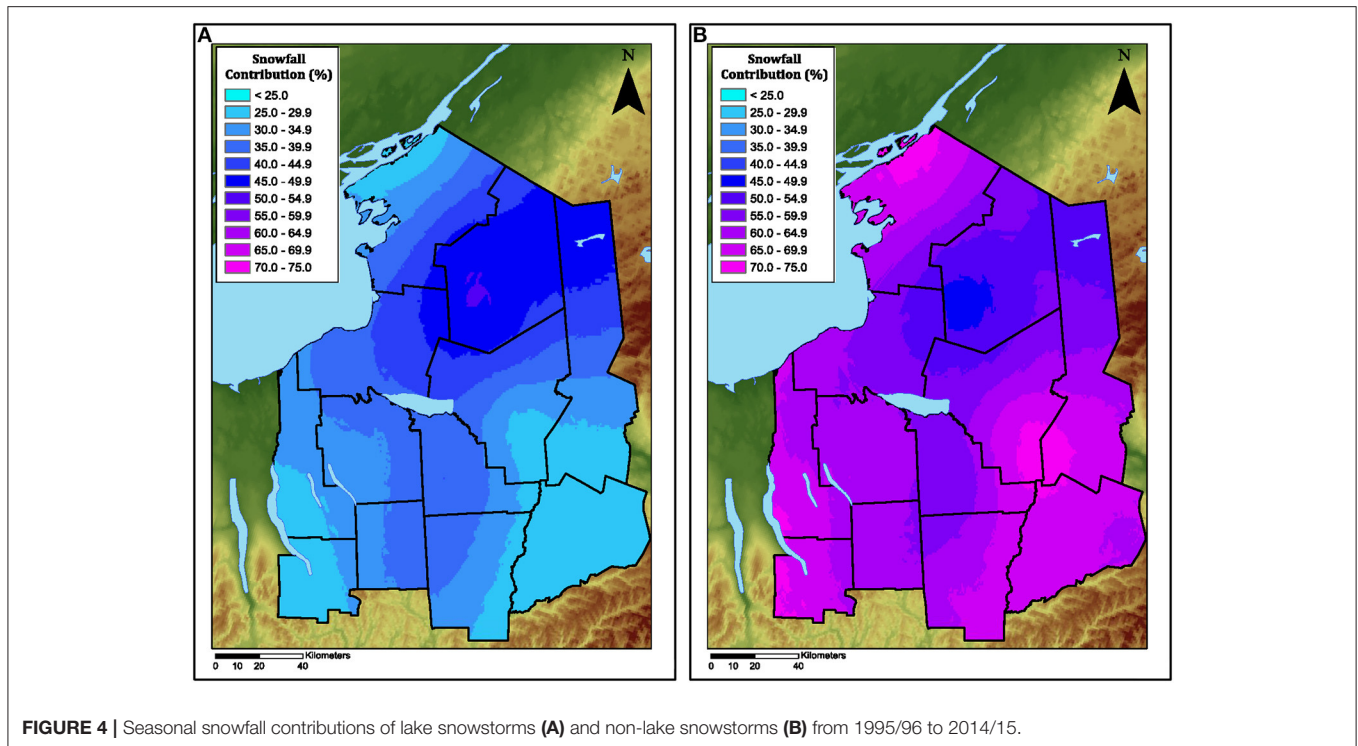 A
Snowfall
Contribution (%)
< 25.0
25.0 - 29.9
30.0 - 34.9
35.0 - 39.9
40.0 - 44.9
45.0 - 49.9
50.0 - 54.9
55.0 - 59.9
60.0 - 64.9
65.0 - 69.9
70.0 - 75.0
N
Kilometers
0 10 20 40
B
Snowfall
Contribution (%)
< 25.0
25.0 - 29.9
30.0 - 34.9
35.0 - 39.9
40.0 - 44.9
45.0 - 49.9
50.0 - 54.9
55.0 - 59.9
60.0 - 64.9
65.0 - 69.9
70.0 - 75.0
N
Kilometers
0 10 20 40
FIGURE 4 | Seasonal snowfall contributions of lake snowstorms (A) and non-lake snowstorms (B) from 1995/96 to 2014/15.